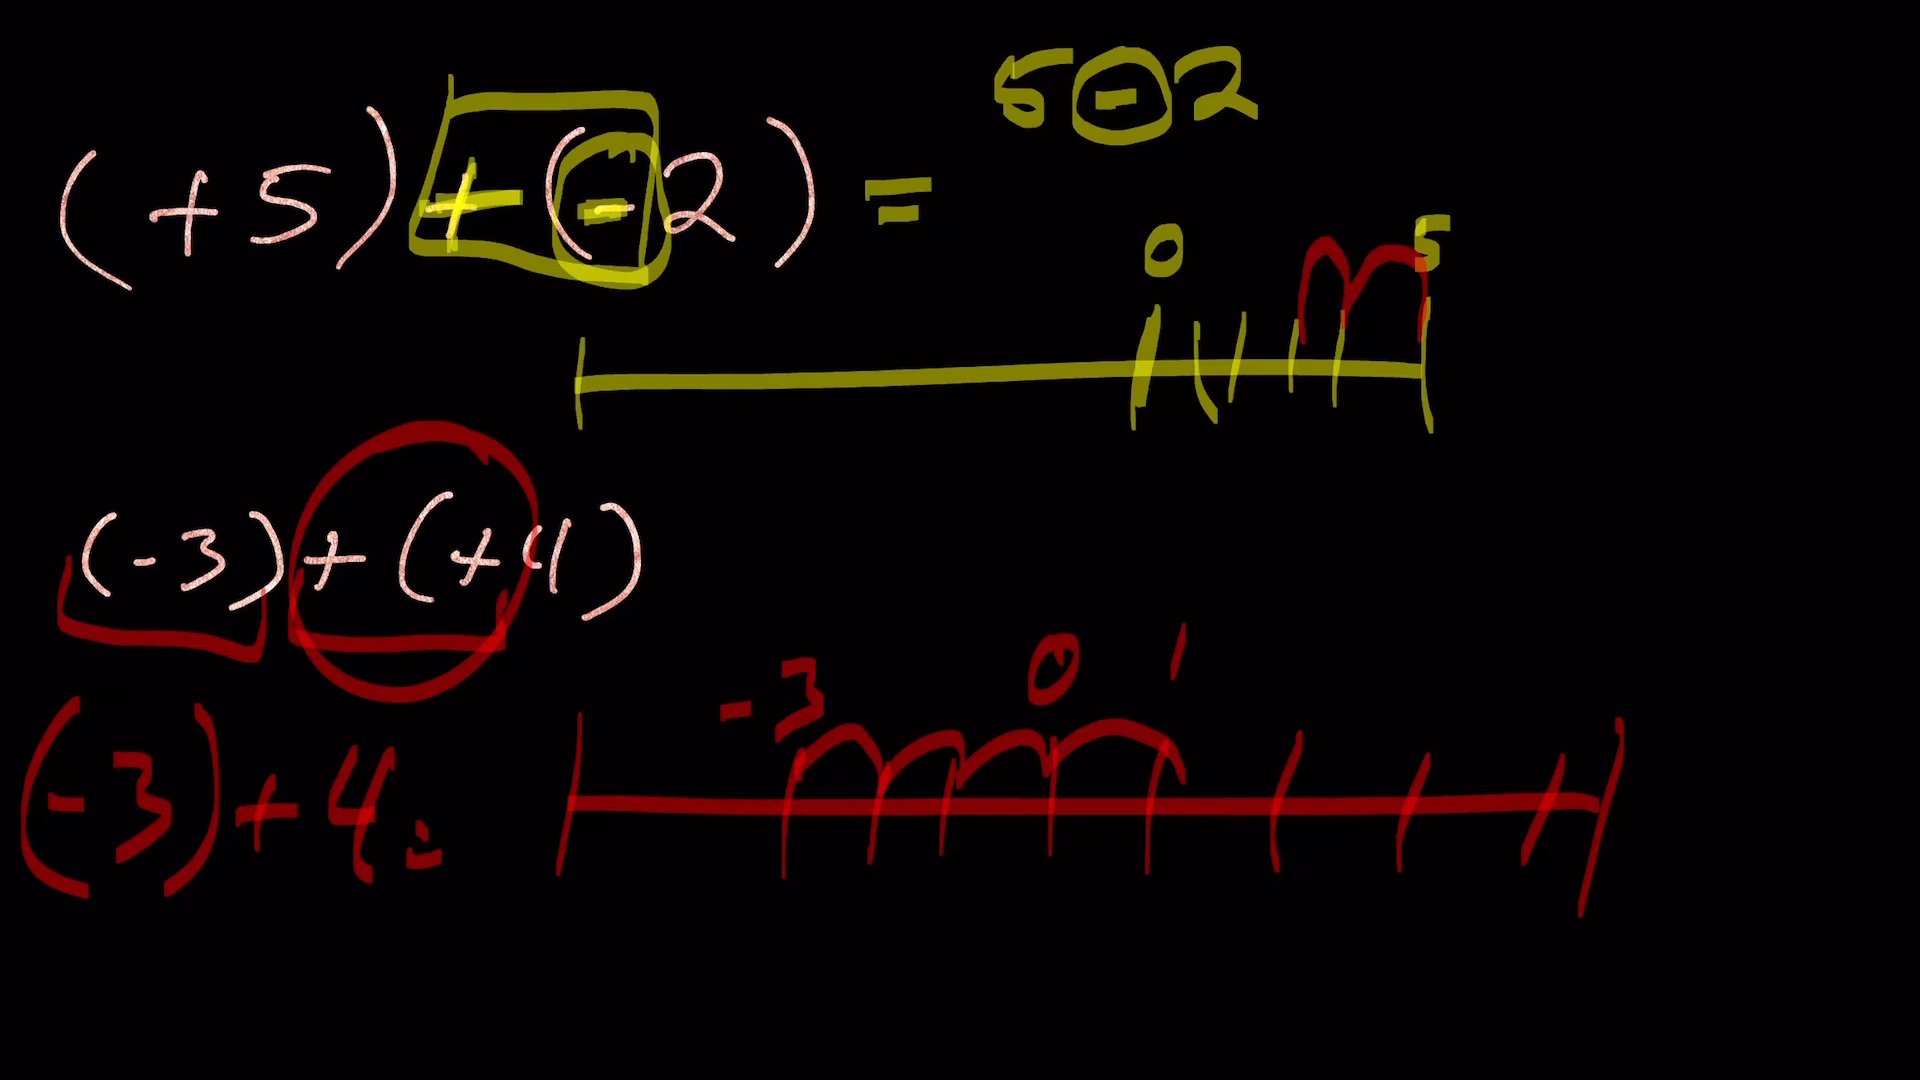 (+5) + (-2) = 5 - 2
0 5
(-3) + (+4)
-3 0 1
(-3) + 4 =